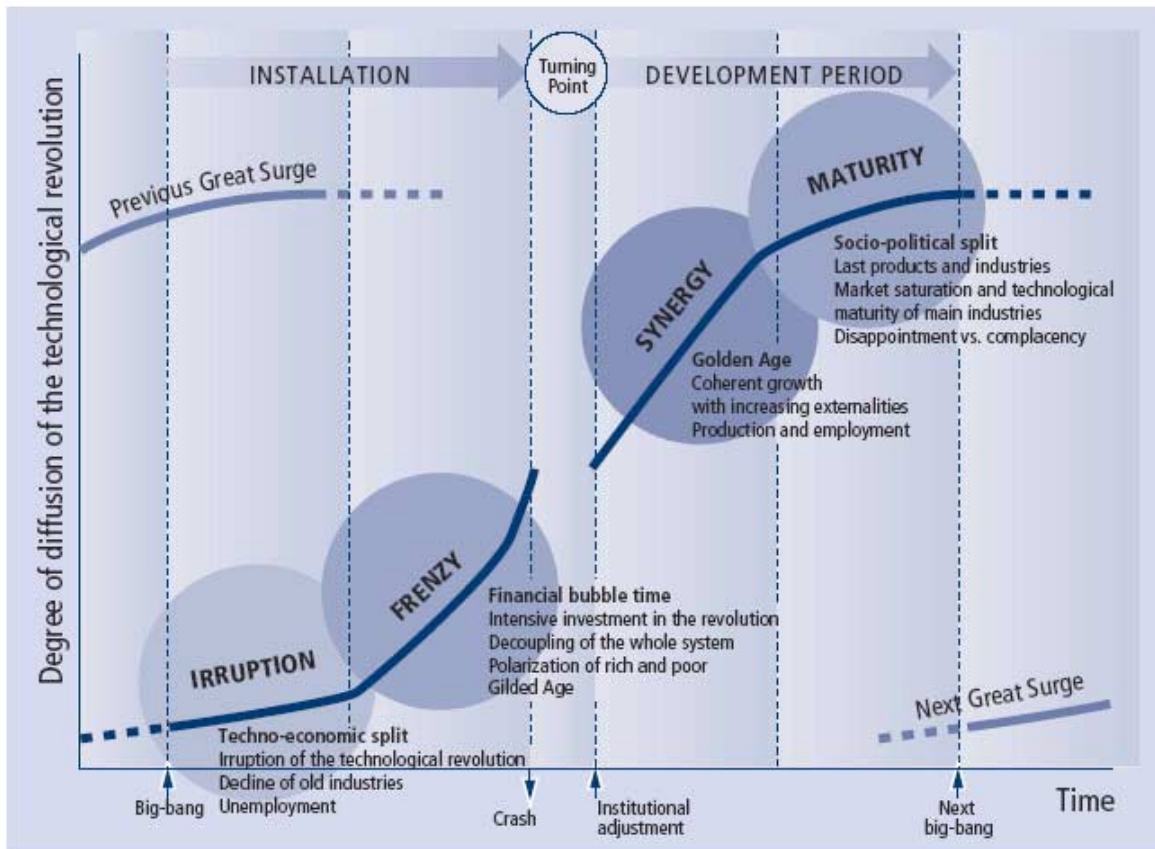 INSTALLATION
Turning
Point
DEVELOPMENT PERIOD
Degree of diffusion of the technological revolution
Previous Great Surge
MATURITY
Socio-political split
Last products and industries
Market saturation and technological
maturity of main industries
Disappointment vs. complacency
SYNERGY
Golden Age
Coherent growth
with increasing externalities
Production and employment
FRENZY
Financial bubble time
Intensive investment in the revolution
Decoupling of the whole system
Polarization of rich and poor
Gilded Age
IRRUPTION
Techno-economic split
Irruption of the technological revolution
Decline of old industries
Unemployment
Next Great Surge
Big-bang
Crash
Institutional
adjustment
Next
big-bang
Time